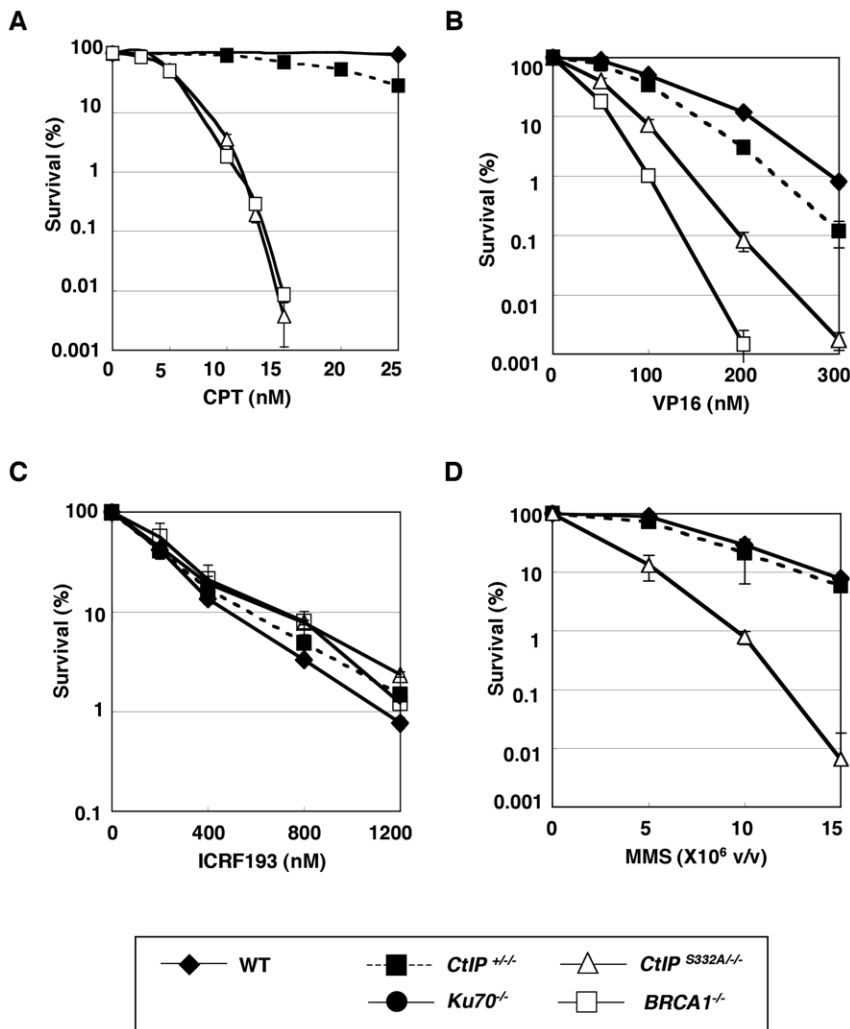 A
Survival (%)
100
10
1
0.1
0.01
0.001
0 5 10 15 20 25
CPT (nM)
B
Survival (%)
100
10
1
0.1
0.01
0.001
0 100 200 300
VP16 (nM)
C
Survival (%)
100
10
1
0.1
0 400 800 1200
ICRF193 (nM)
D
Survival (%)
100
10
1
0.1
0.01
0.001
0 5 10 15
MMS (X10⁶ v/v)
WT CtIP +/-/- CtIP S332A/-/-
Ku70-/- BRCA1-/-